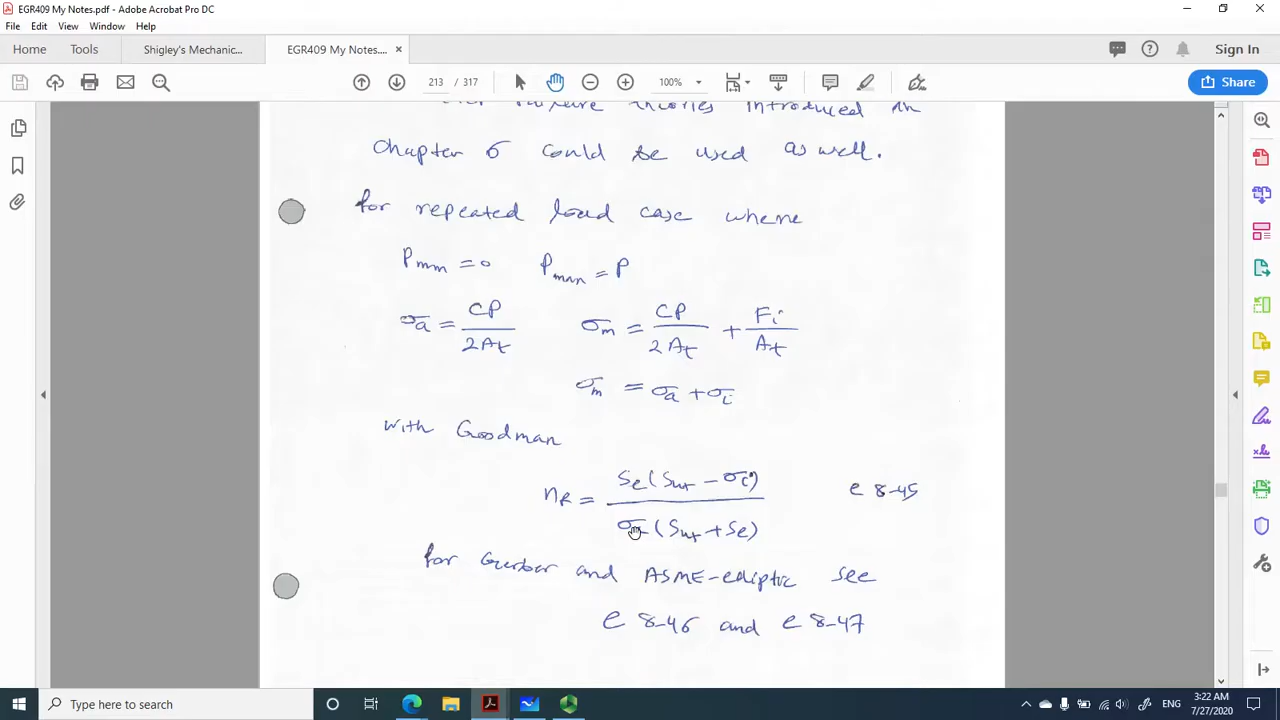 EGR409 My Notes.pdf - Adobe Acrobat Pro DC
File Edit View Window Help
Home Tools Shigley's Mechanic... EGR409 My Notes.... × Sign In
213 / 317 100% Share
theories introduced in
Chapter 6 could be used as well.
for repeated load case where
Pmin = 0 Pmax = P
σa = CP / 2At σm = CP / 2At + Fi / At
σm = σa + σi
With Goodman
nf = Se(Sut - σi) / σa(Sut + Se) e 8-45
for Gerber and ASME-elliptic see
e 8-46 and e 8-47
Type here to search
ENG
3:22 AM
7/27/2020